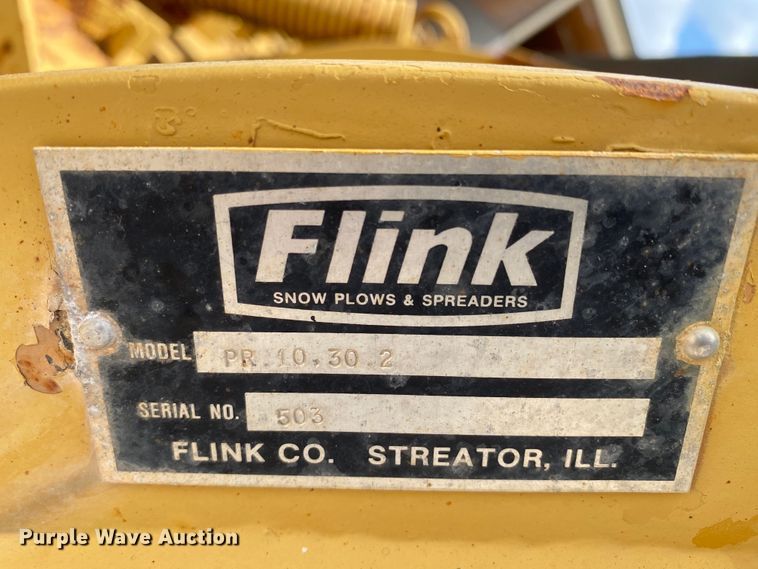 Flink
SNOW PLOWS & SPREADERS
MODEL PR 10.30.2
SERIAL NO. 503
FLINK CO. STREATOR, ILL.
Purple Wave Auction